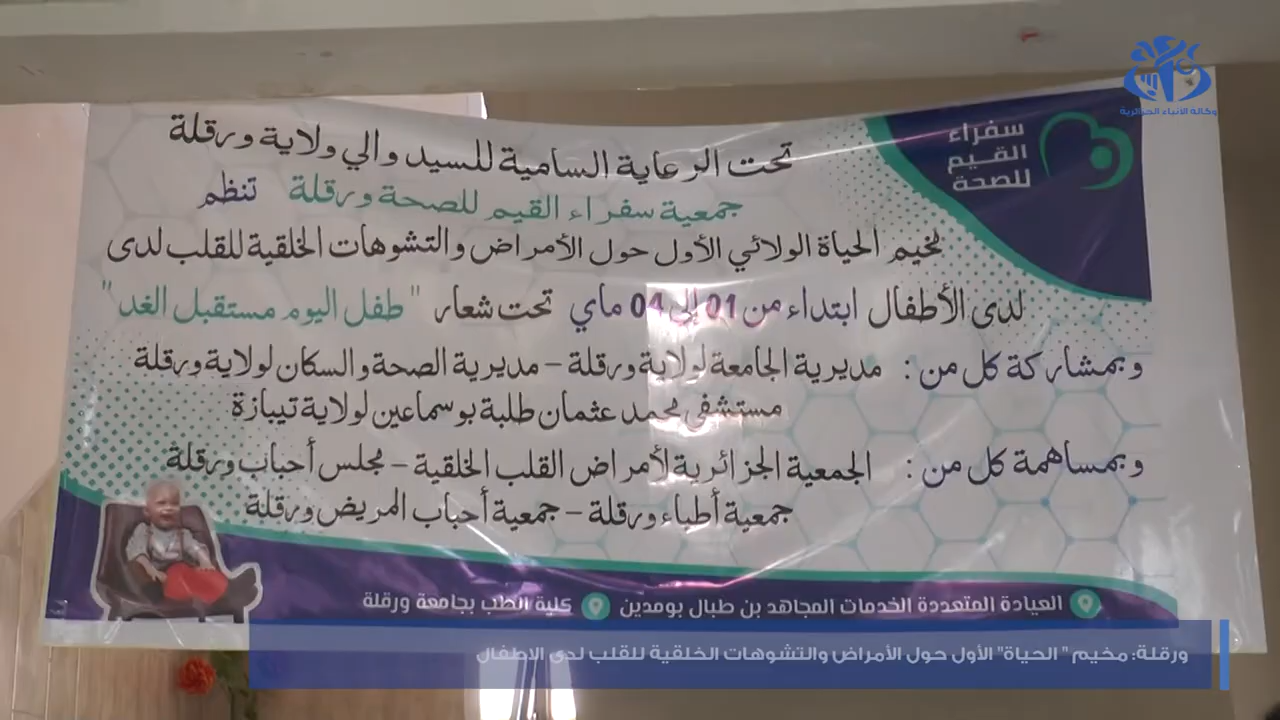 وكالة الأنباء الجزائرية
سفراء
القيم
للصحة
تحت الرعاية السامية للسيد والي ولاية ورقلة
جمعية سفراء القيم للصحة ورقلة تنظم
مخيم الحياة الولائي الأول حول الأمراض والتشوهات الخلقية للقلب لدى
لدى الأطفال ابتداء من 01 إلى 04 ماي تحت شعار " طفل اليوم مستقبل الغد "
وبمشاركة كل من : مديرية الجامعة لولاية ورقلة – مديرية الصحة والسكان لولاية ورقلة
مستشفى محمد عثمان طلبة بوسماعين لولاية تيبازة
وبمساهمة كل من : الجمعية الجزائرية لأمراض القلب الخلقية – مجلس أحباب ورقلة
جمعية أطباء ورقلة – جمعية أحباب المريض ورقلة
العيادة المتعددة الخدمات المجاهد بن طبال بومدين كلية الطب بجامعة ورقلة
ورقلة: مخيم " الحياة" الأول حول الأمراض والتشوهات الخلقية للقلب لدى الاطفال